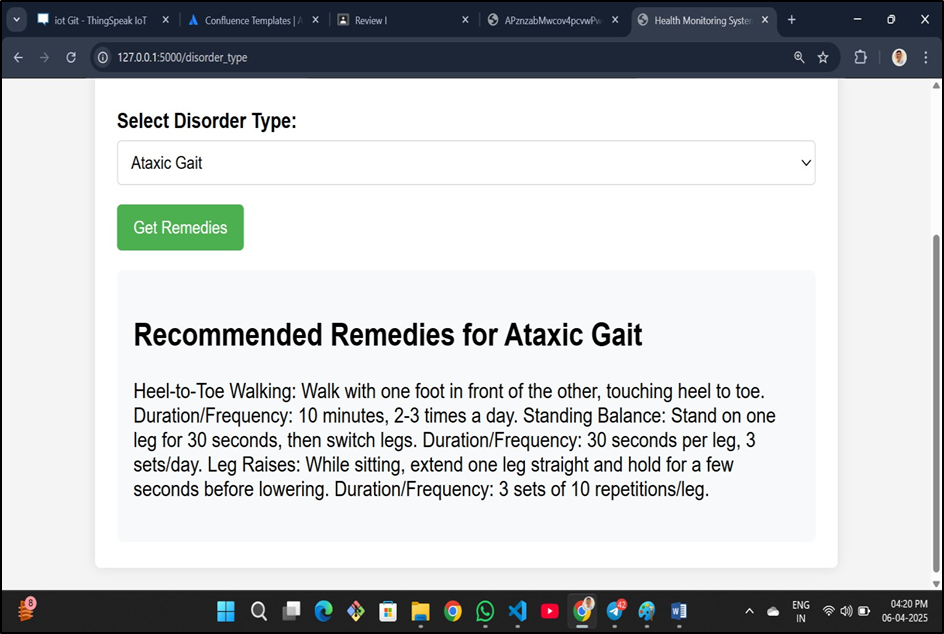 iot Git - ThingSpeak IoT
Confluence Templates | A
Review I
APznzabMwcov4pcvwPw
Health Monitoring System
127.0.0.1:5000/disorder_type
Select Disorder Type:
Ataxic Gait
Get Remedies
Recommended Remedies for Ataxic Gait
Heel-to-Toe Walking: Walk with one foot in front of the other, touching heel to toe.
Duration/Frequency: 10 minutes, 2-3 times a day. Standing Balance: Stand on one
leg for 30 seconds, then switch legs. Duration/Frequency: 30 seconds per leg, 3
sets/day. Leg Raises: While sitting, extend one leg straight and hold for a few
seconds before lowering. Duration/Frequency: 3 sets of 10 repetitions/leg.
8
42
ENG
IN
04:20 PM
06-04-2025